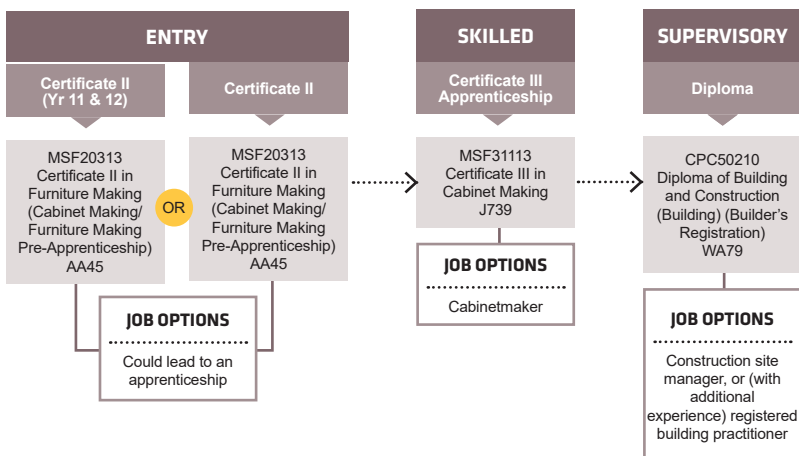 ENTRY
Certificate II
(Yr 11 & 12)
Certificate II
MSF20313
Certificate II in
Furniture Making
(Cabinet Making/
Furniture Making
Pre-Apprenticeship)
AA45
OR
MSF20313
Certificate II in
Furniture Making
(Cabinet Making/
Furniture Making
Pre-Apprenticeship)
AA45
JOB OPTIONS
Could lead to an
apprenticeship
SKILLED
Certificate III
Apprenticeship
MSF31113
Certificate III in
Cabinet Making
J739
JOB OPTIONS
Cabinetmaker
SUPERVISORY
Diploma
CPC50210
Diploma of Building
and Construction
(Building) (Builder's
Registration)
WA79
JOB OPTIONS
Construction site
manager, or (with
additional
experience) registered
building practitioner